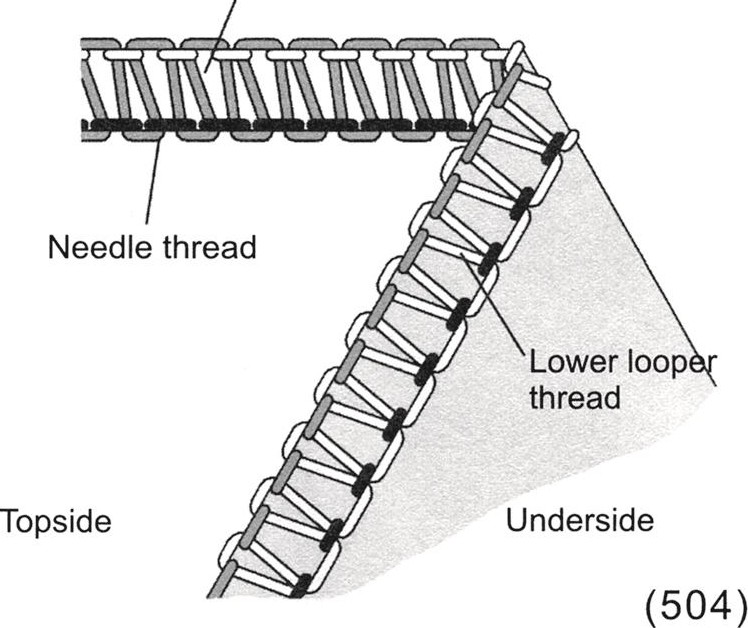 Needle thread
Lower looper
thread
Topside
Underside
(504)